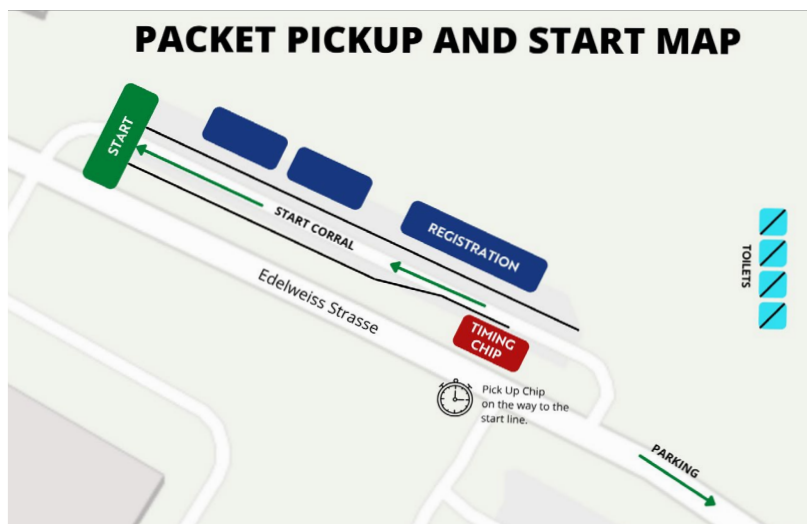 PACKET PICKUP AND START MAP
START
START CORRAL
REGISTRATION
TOILETS
Edelweiss Strasse
TIMING
CHIP
Pick Up Chip
on the way to the
start line.
PARKING